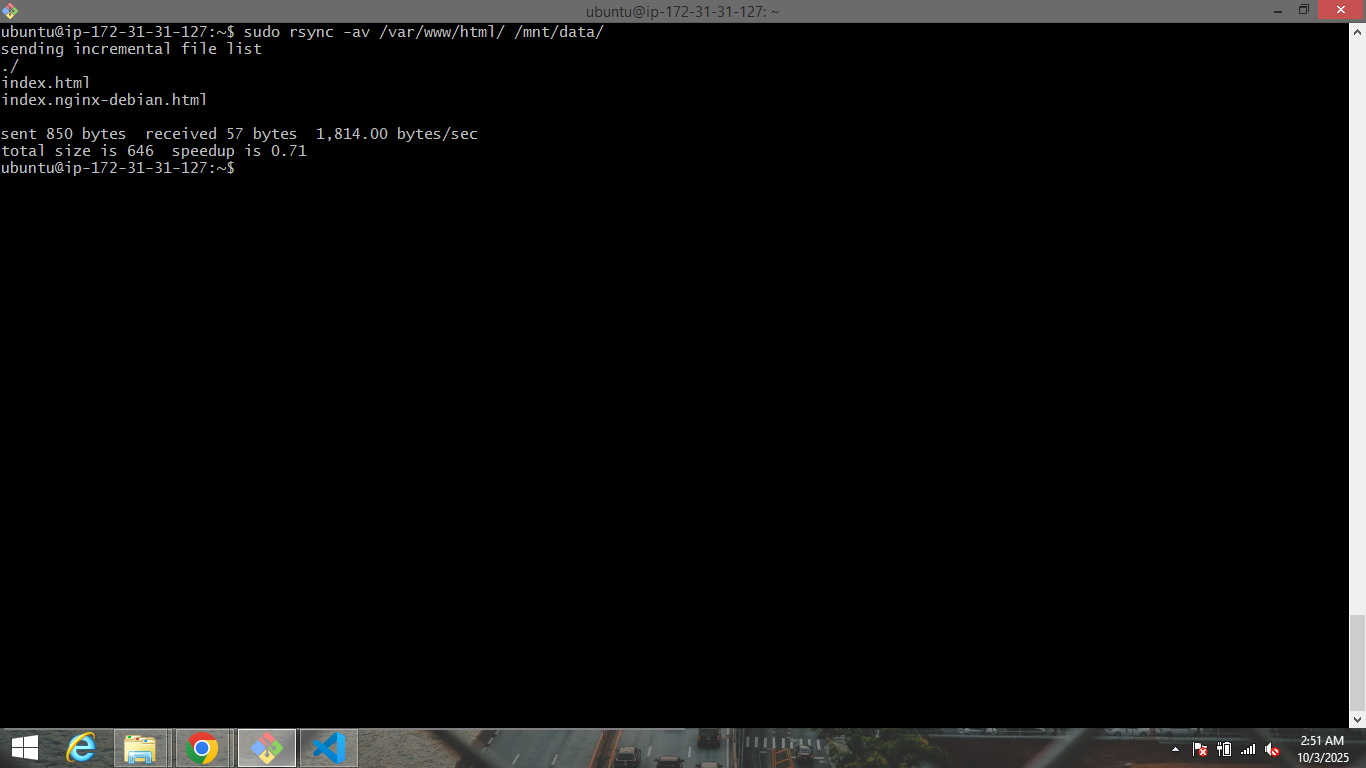 ubuntu@ip-172-31-31-127: ~
ubuntu@ip-172-31-31-127:~$ sudo rsync -av /var/www/html/ /mnt/data/
sending incremental file list
./
index.html
index.nginx-debian.html
sent 850 bytes  received 57 bytes  1,814.00 bytes/sec
total size is 646  speedup is 0.71
ubuntu@ip-172-31-31-127:~$
2:51 AM
10/3/2025